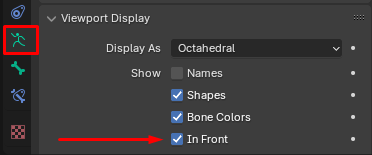 Viewport Display
Display As Octahedral
Show Names
Shapes
Bone Colors
In Front